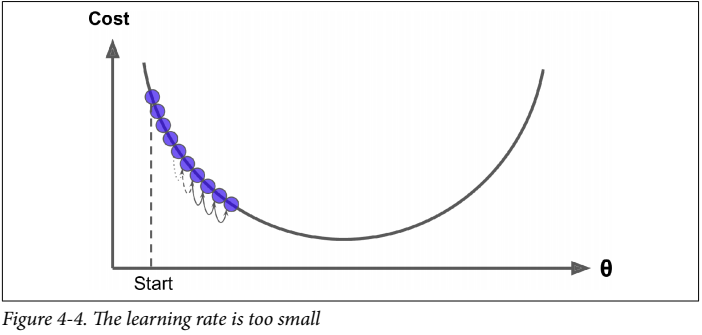 Cost
θ
Start
Figure 4-4. The learning rate is too small